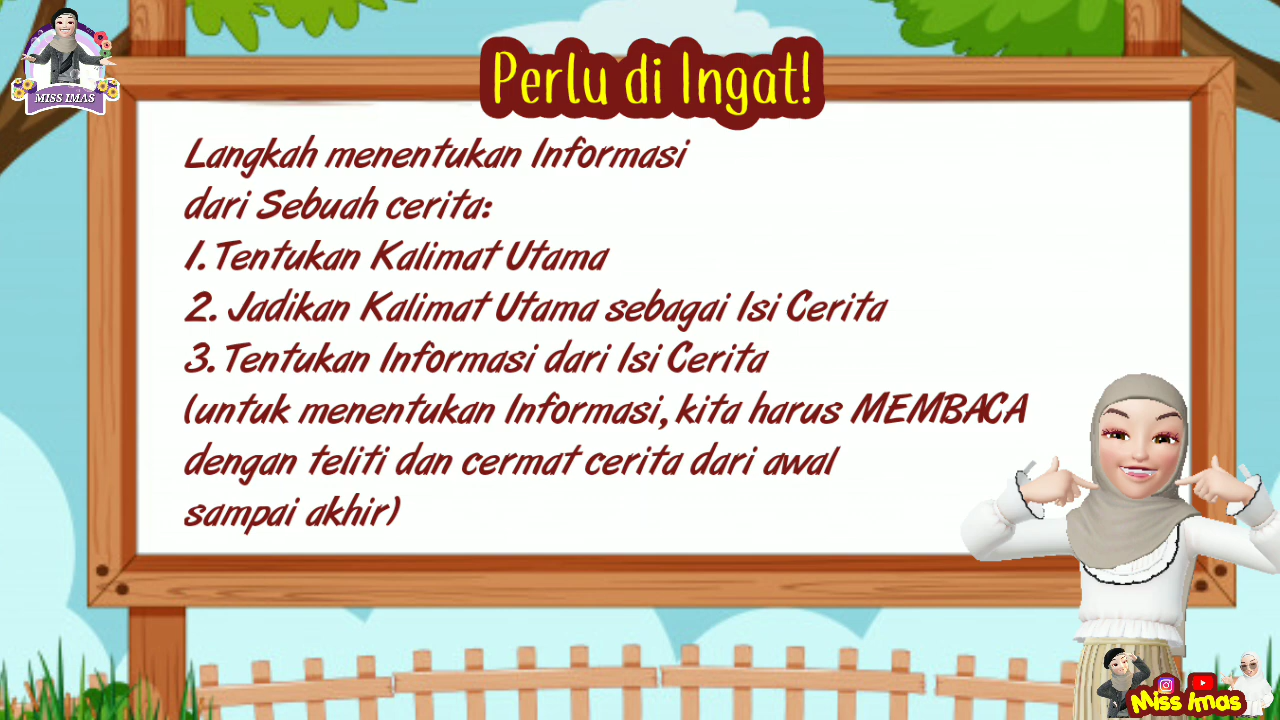 MISS IMAS
Perlu di Ingat!
Langkah menentukan Informasi
dari Sebuah cerita:
1. Tentukan Kalimat Utama
2. Jadikan Kalimat Utama sebagai Isi Cerita
3. Tentukan Informasi dari Isi Cerita
(untuk menentukan Informasi, kita harus MEMBACA
dengan teliti dan cermat cerita dari awal
sampai akhir)
Miss Imas